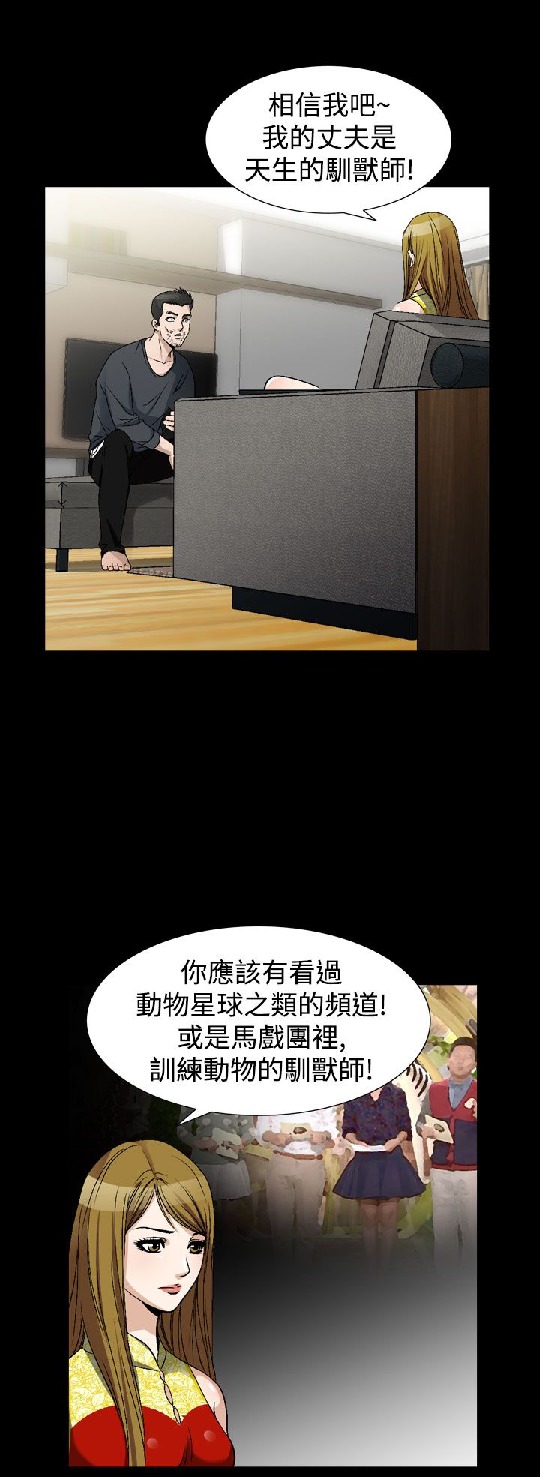 相信我吧~
我的丈夫是
天生的馴獸師!
你應該有看過
動物星球之類的頻道!
或是馬戲團裡,
訓練動物的馴獸師!